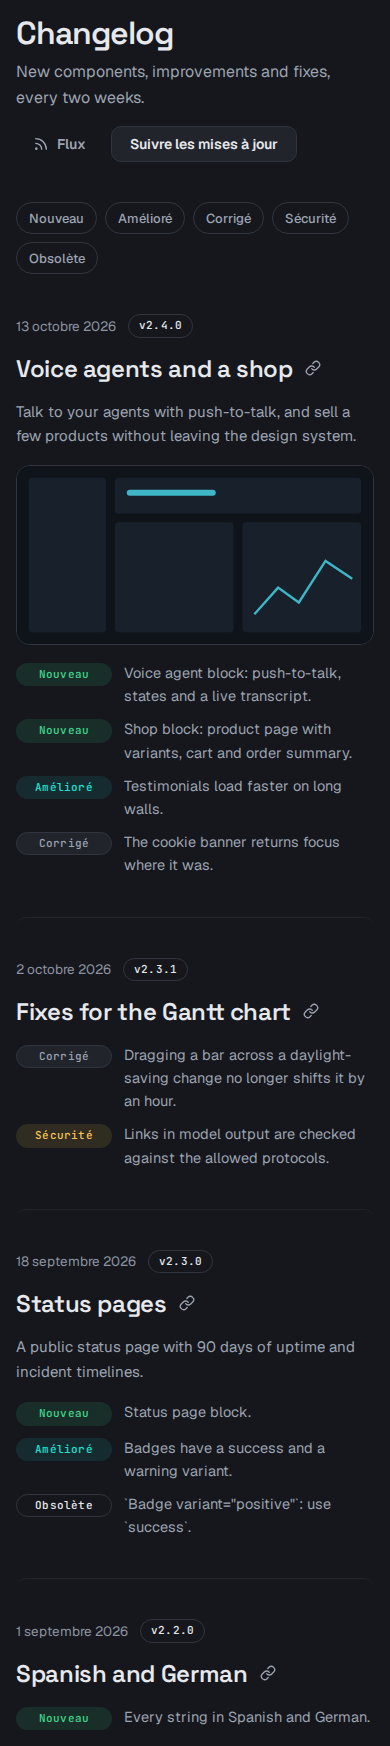 Changelog
New components, improvements and fixes,
every two weeks.
Flux
Suivre les mises à jour
Nouveau
Amélioré
Corrigé
Sécurité
Obsolète
13 octobre 2026
v2.4.0
Voice agents and a shop
Talk to your agents with push-to-talk, and sell a
few products without leaving the design system.
Nouveau
Voice agent block: push-to-talk,
states and a live transcript.
Nouveau
Shop block: product page with
variants, cart and order summary.
Amélioré
Testimonials load faster on long
walls.
Corrigé
The cookie banner returns focus
where it was.
2 octobre 2026
v2.3.1
Fixes for the Gantt chart
Corrigé
Dragging a bar across a daylight-
saving change no longer shifts it by
an hour.
Sécurité
Links in model output are checked
against the allowed protocols.
18 septembre 2026
v2.3.0
Status pages
A public status page with 90 days of uptime and
incident timelines.
Nouveau
Status page block.
Amélioré
Badges have a success and a
warning variant.
Obsolète
`Badge variant="positive"`: use
`success`.
1 septembre 2026
v2.2.0
Spanish and German
Nouveau
Every string in Spanish and German.